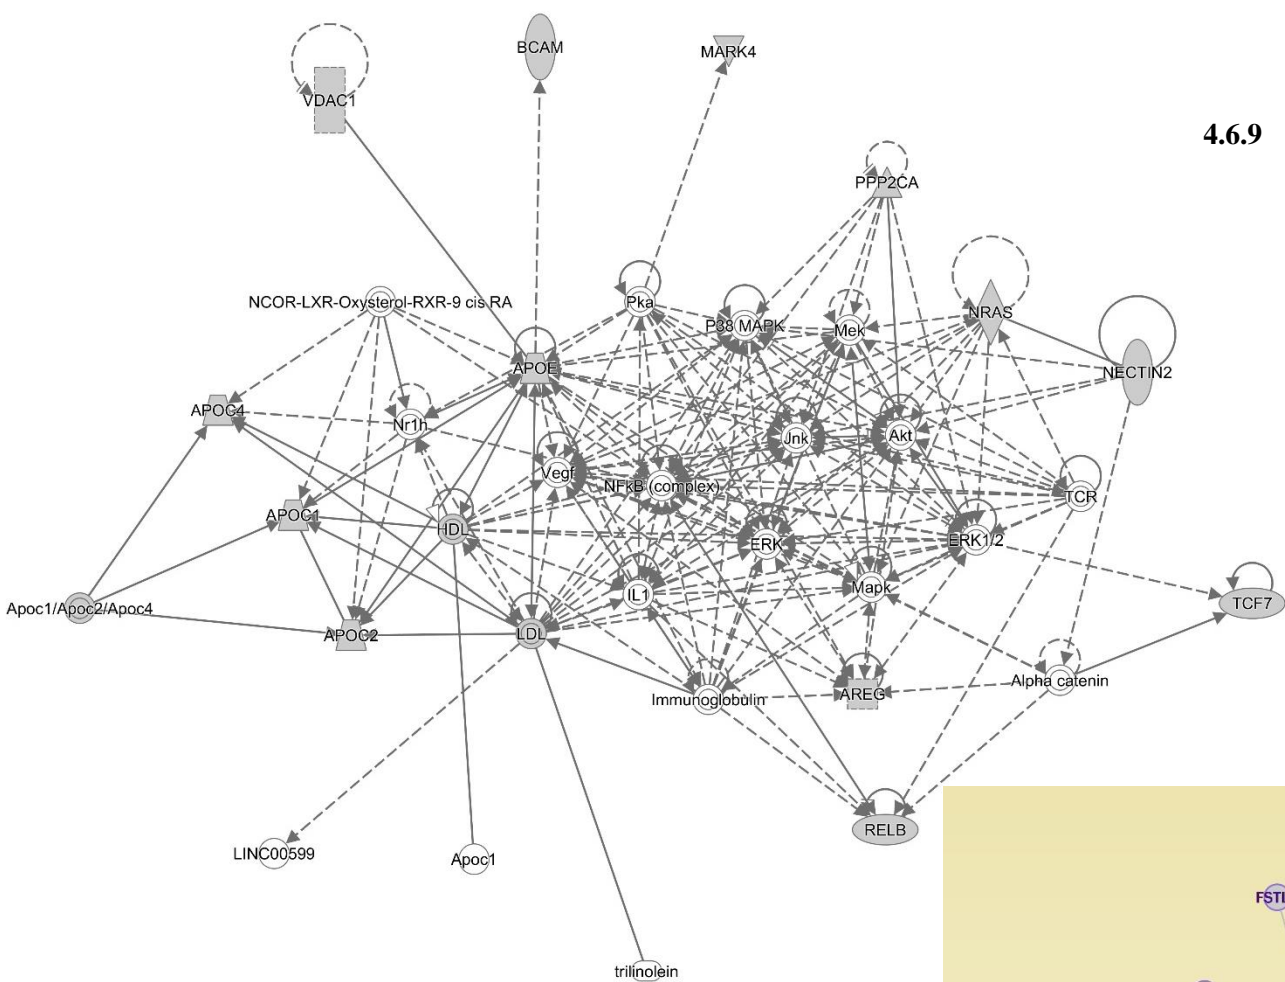 BCAM
MARK4
VDAC1
4.6.9
PPP2CA
NCOR-LXR-Oxysterol-RXR-9 cis RA
Pka
P38 MAPK
Mek
NRAS
APOE
NECTIN2
APOC4
Nr1h
Jnk
Akt
Vegf
NFkB (complex)
TCR
APOC1
HDL
ERK
ERK1/2
IL1
Mapk
Apoc1/Apoc2/Apoc4
TCF7
APOC2
LDL
Alpha catenin
Immunoglobulin
AREG
RELB
LINC00599
Apoc1
FSTL
trilinolein